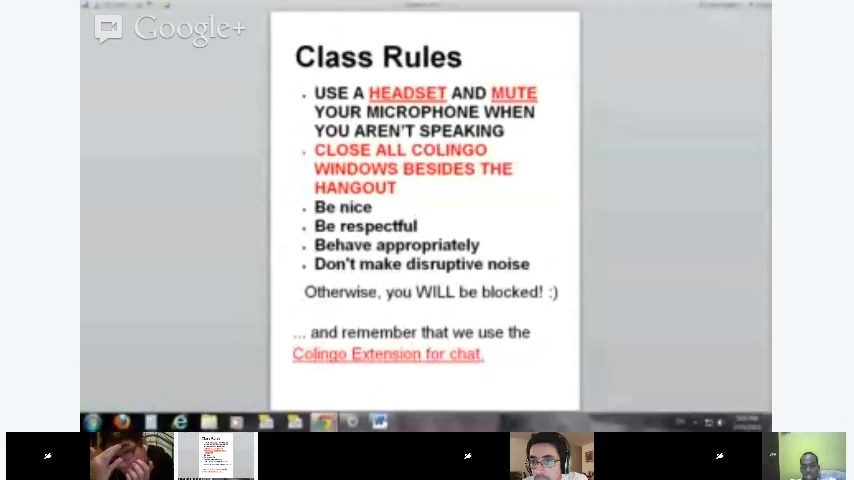 Google+
Class Rules
USE A HEADSET AND MUTE
YOUR MICROPHONE WHEN
YOU AREN'T SPEAKING
CLOSE ALL COLINGO
WINDOWS BESIDES THE
HANGOUT
Be nice
Be respectful
Behave appropriately
Don't make disruptive noise
Otherwise, you WILL be blocked! :)
... and remember that we use the
Colingo Extension for chat.